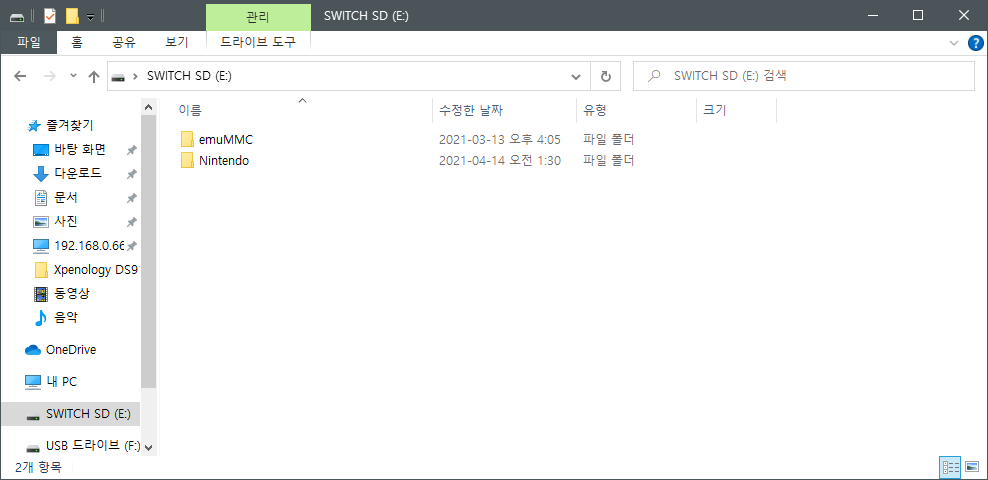 관리
SWITCH SD (E:)
파일 홈 공유 보기 드라이브 도구
SWITCH SD (E:)
SWITCH SD (E:) 검색
이름 수정한 날짜 유형 크기
emuMMC 2021-03-13 오후 4:05 파일 폴더
Nintendo 2021-04-14 오전 1:30 파일 폴더
즐겨찾기
바탕 화면
다운로드
문서
사진
192.168.0.66
Xpenology DS9
동영상
음악
OneDrive
내 PC
SWITCH SD (E:)
USB 드라이브 (F:)
2개 항목